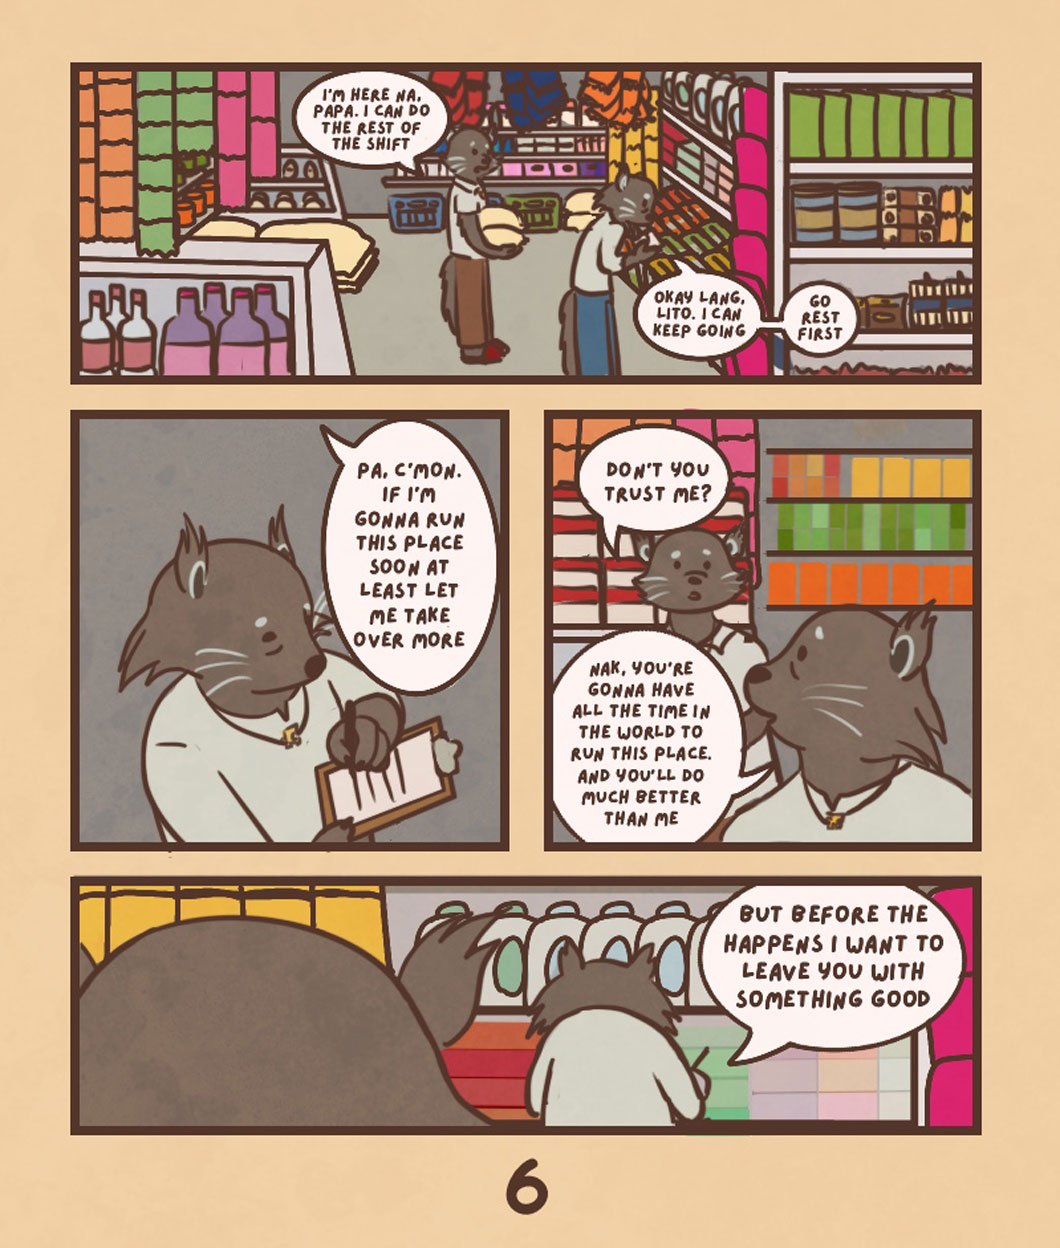 I'M HERE NA,
PAPA. I CAN DO
THE REST OF
THE SHIFT
OKAY LANG,
LITO. I CAN
KEEP GOING
GO
REST
FIRST
PA, C'MON.
IF I'M
GONNA RUN
THIS PLACE
SOON AT
LEAST LET
ME TAKE
OVER MORE
DON'T YOU
TRUST ME?
NAK, YOU'RE
GONNA HAVE
ALL THE TIME IN
THE WORLD TO
RUN THIS PLACE.
AND YOU'LL DO
MUCH BETTER
THAN ME
BUT BEFORE THE
HAPPENS I WANT TO
LEAVE YOU WITH
SOMETHING GOOD
6